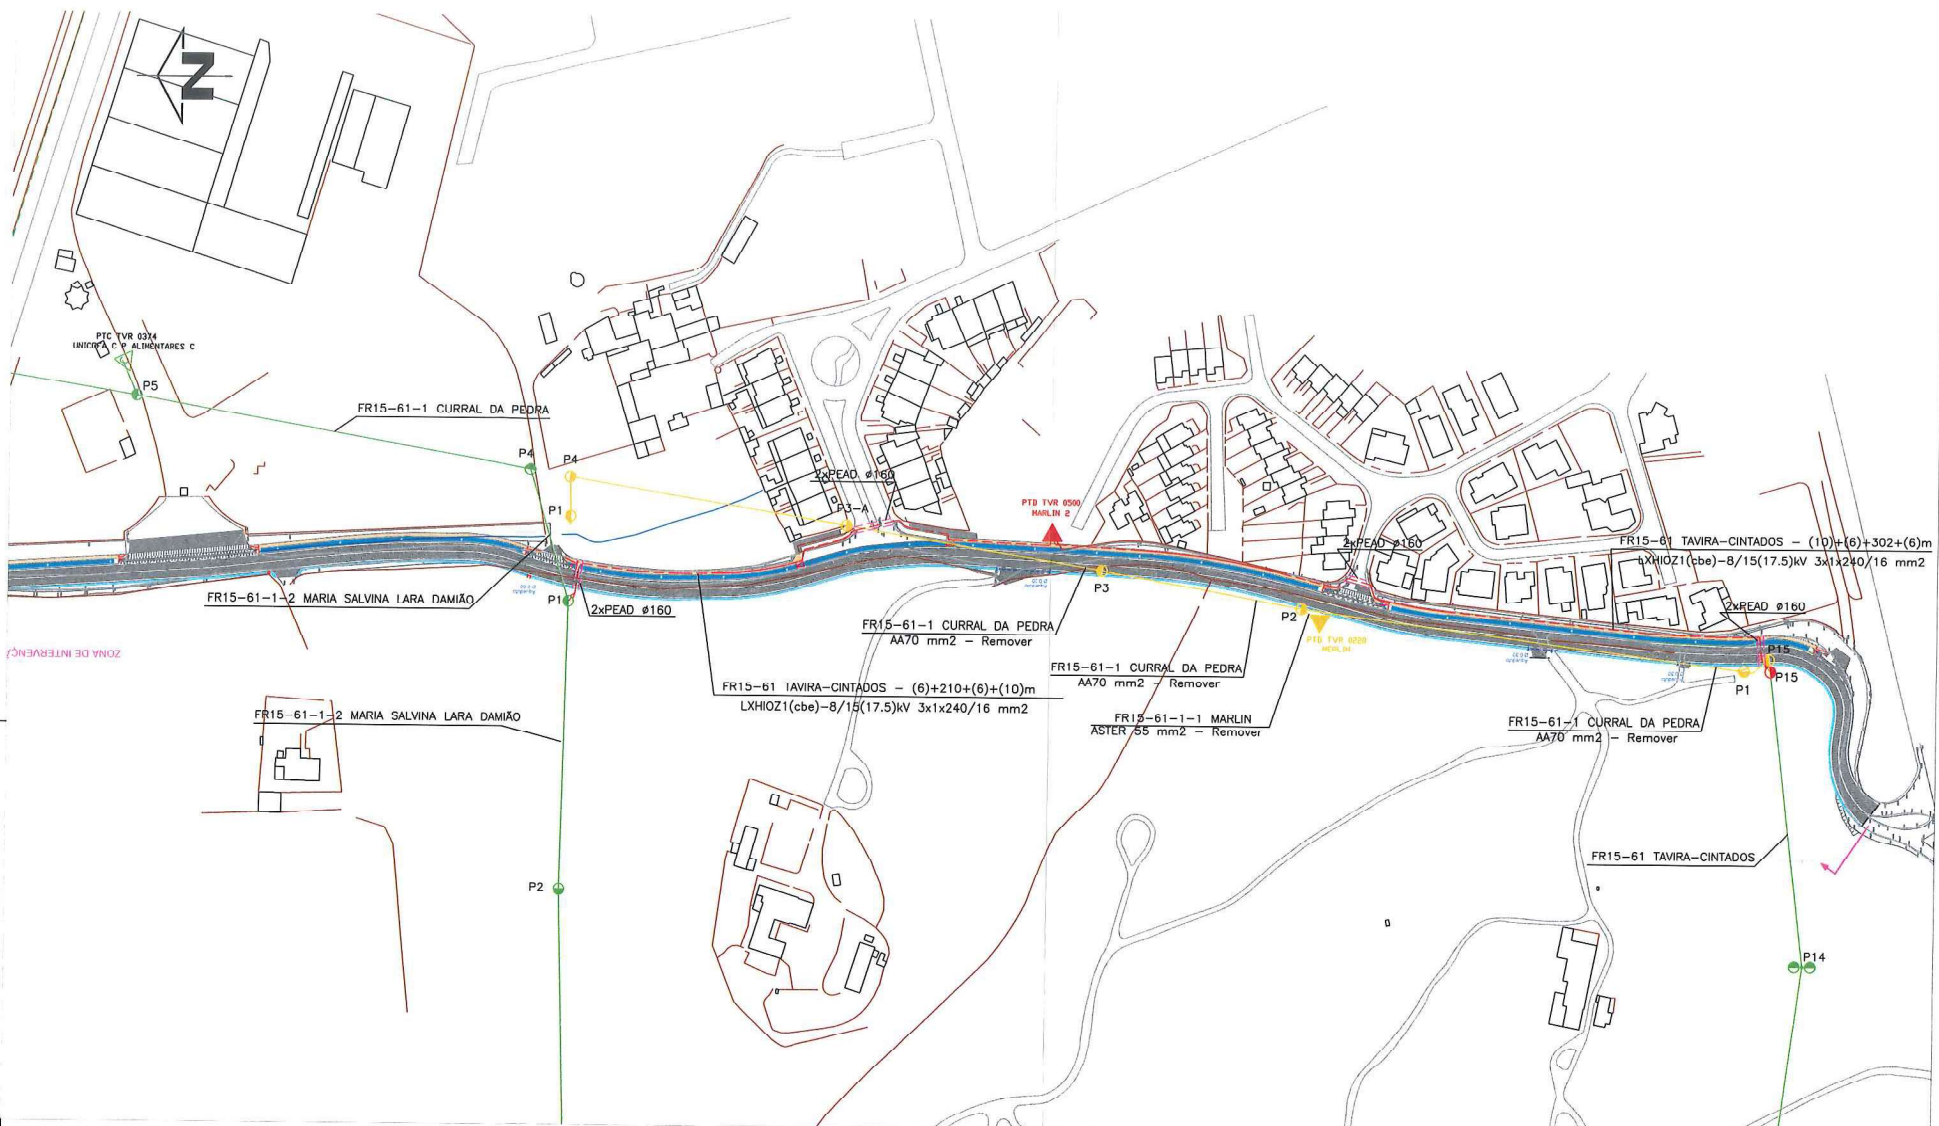 N
PTC TVR 0374
UNICOFA C P ALIMENTARES C
P5
FR15-61-1 CURRAL DA PEDRA
P4
P4
2xPEAD Ø160
P1
P3-A
PTD TVR 0500
MARLIN 2
2xPEAD Ø160
FR15-61 TAVIRA-CINTADOS - (10)+(6)+302+(6)m
LXHIOZ1(cbe)-8/15(17.5)kV 3x1x240/16 mm2
FR15-61-1-2 MARIA SALVINA LARA DAMIÃO
P1
2xPEAD Ø160
P3
P2
2xPEAD Ø160
FR15-61-1 CURRAL DA PEDRA
AA70 mm2 - Remover
PTD TVR 0220
MERLIN
ZONA DE INTERVENÇÃ
P15
P15
P1
FR15-61-1 CURRAL DA PEDRA
AA70 mm2 - Remover
FR15-61 TAVIRA-CINTADOS - (6)+210+(6)+(10)m
LXHIOZ1(cbe)-8/15(17.5)kV 3x1x240/16 mm2
FR15-61-1-2 MARIA SALVINA LARA DAMIÃO
FR15-61-1-1 MARLIN
ASTER 55 mm2 - Remover
FR15-61-1 CURRAL DA PEDRA
AA70 mm2 - Remover
FR15-61 TAVIRA-CINTADOS
P2
P14